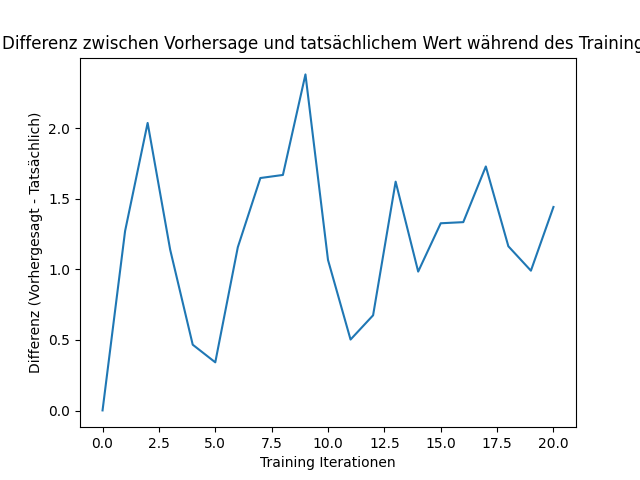 Differenz zwischen Vorhersage und tatsächlichem Wert während des Training
Differenz (Vorhergesagt - Tatsächlich)
2.0
1.5
1.0
0.5
0.0
0.0 2.5 5.0 7.5 10.0 12.5 15.0 17.5 20.0
Training Iterationen